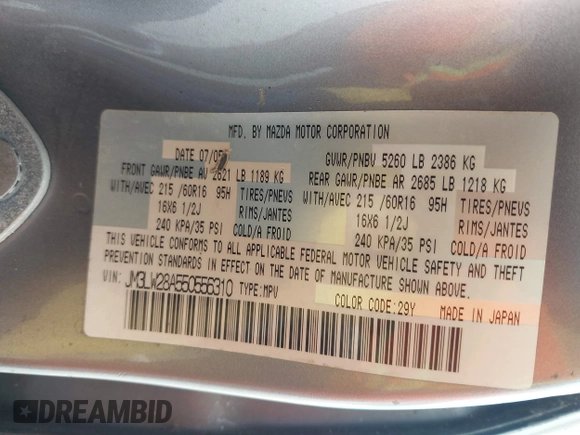 MFD. BY MAZDA MOTOR CORPORATION
DATE 07/05 GVWR/PNBV 5260 LB 2386 KG
FRONT GAWR/PNBE AV 2621 LB 1189 KG REAR GAWR/PNBE AR 2685 LB 1218 KG
WITH/AVEC 215/60R16 95H TIRES/PNEUS WITH/AVEC 215/60R16 95H TIRES/PNEUS
16X6 1/2J RIMS/JANTES 16X6 1/2J RIMS/JANTES
240 KPA/35 PSI COLD/A FROID 240 KPA/35 PSI COLD/A FROID
THIS VEHICLE CONFORMS TO ALL APPLICABLE FEDERAL MOTOR VEHICLE SAFETY AND THEFT
PREVENTION STANDARDS IN EFFECT ON THE DATE OF MANUFACTURE SHOWN ABOVE.
VIN: JM3LW28A550556310 TYPE:MPV
COLOR CODE:29Y MADE IN JAPAN
DREAMBID